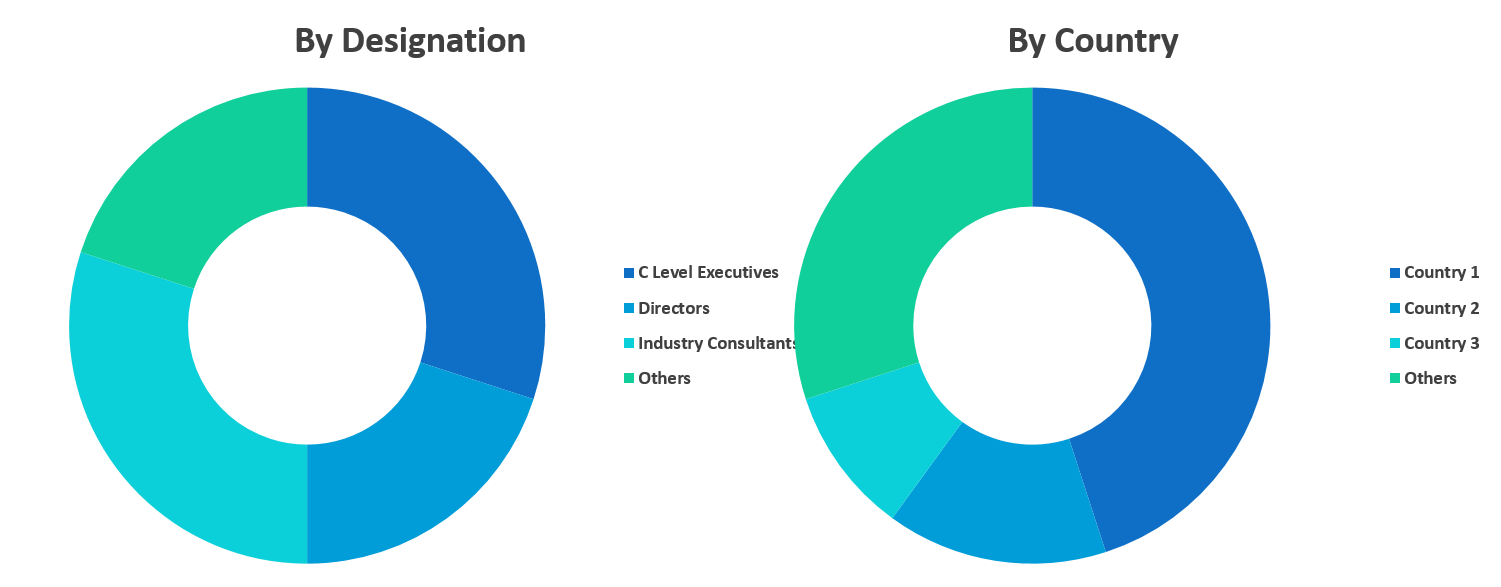 By Designation
C Level Executives
Directors
Industry Consultants
Others
By Country
Country 1
Country 2
Country 3
Others